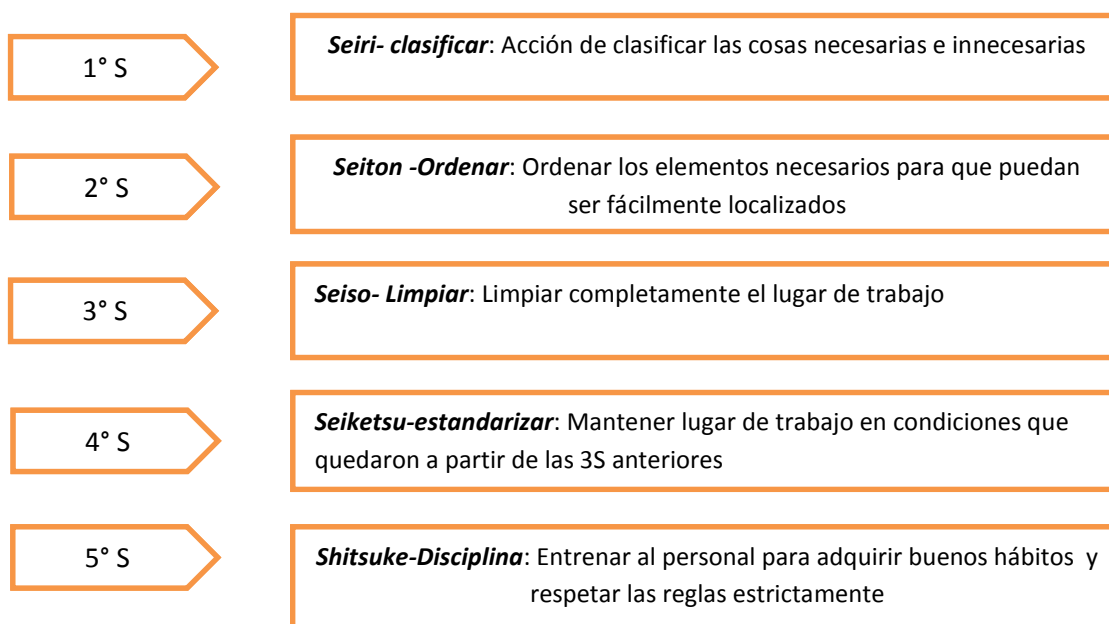 1° S
Seiri- clasificar: Acción de clasificar las cosas necesarias e innecesarias
2° S
Seiton -Ordenar: Ordenar los elementos necesarios para que puedan
ser fácilmente localizados
3° S
Seiso- Limpiar: Limpiar completamente el lugar de trabajo
4° S
Seiketsu-estandarizar: Mantener lugar de trabajo en condiciones que
quedaron a partir de las 3S anteriores
5° S
Shitsuke-Disciplina: Entrenar al personal para adquirir buenos hábitos y
respetar las reglas estrictamente